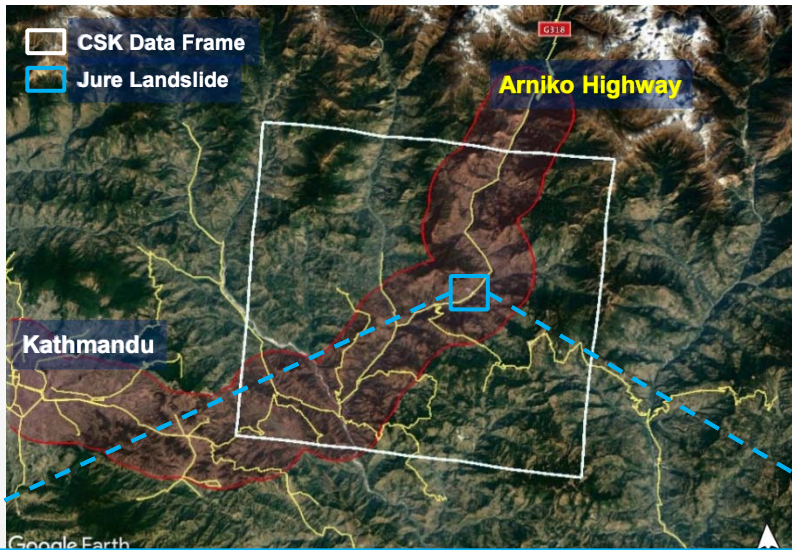 G318
CSK Data Frame
Jure Landslide
Arniko Highway
Kathmandu
Google Earth